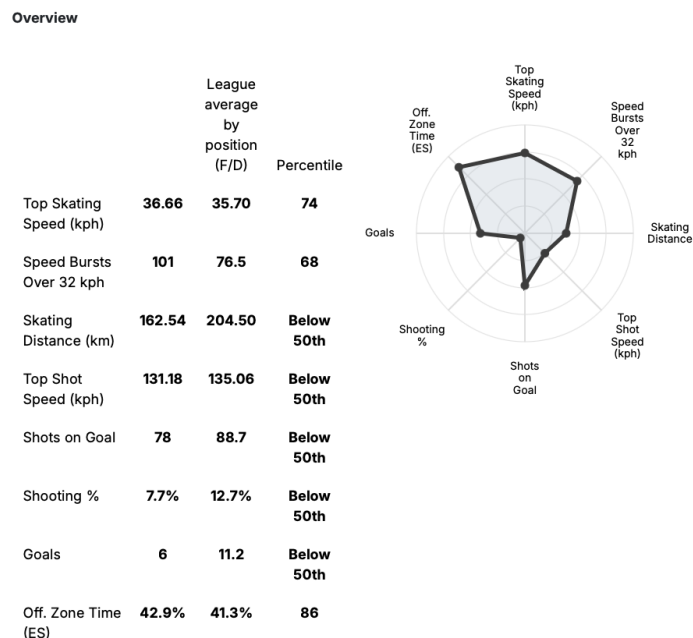 Overview
League
average
by
position
(F/D)
Percentile
Top Skating
Speed (kph)
36.66
35.70
74
Speed Bursts
Over 32 kph
101
76.5
68
Skating
Distance (km)
162.54
204.50
Below
50th
Top Shot
Speed (kph)
131.18
135.06
Below
50th
Shots on Goal
78
88.7
Below
50th
Shooting %
7.7%
12.7%
Below
50th
Goals
6
11.2
Below
50th
Off. Zone Time
(ES)
42.9%
41.3%
86
Top
Skating
Speed
(kph)
Speed
Bursts
Over
32
kph
Skating
Distance
Top
Shot
Speed
(kph)
Shots
on
Goal
Shooting
%
Goals
Off.
Zone
Time
(ES)